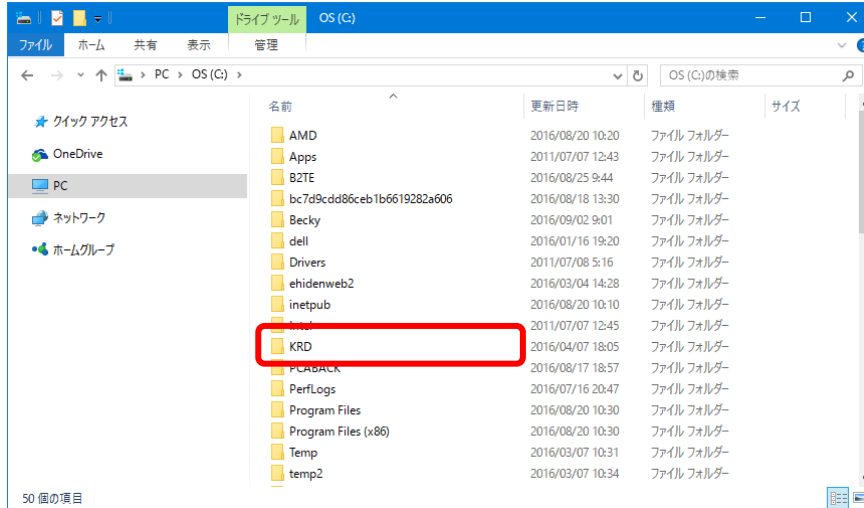 ドライブ ツール OS (C:)
ファイル ホーム 共有 表示 管理
PC › OS (C:) › OS (C:)の検索
名前 更新日時 種類 サイズ
クイック アクセス
OneDrive
PC
ネットワーク
ホームグループ
AMD 2016/08/20 10:20 ファイル フォルダー
Apps 2011/07/07 12:43 ファイル フォルダー
B2TE 2016/08/25 9:44 ファイル フォルダー
bc7d9cdd86ceb1b6619282a606 2016/08/18 13:30 ファイル フォルダー
Becky 2016/09/02 9:01 ファイル フォルダー
dell 2016/01/16 19:20 ファイル フォルダー
Drivers 2011/07/08 5:16 ファイル フォルダー
ehidenweb2 2016/03/04 14:28 ファイル フォルダー
inetpub 2016/08/20 10:10 ファイル フォルダー
Intel 2011/07/07 12:45 ファイル フォルダー
KRD 2016/04/07 18:05 ファイル フォルダー
PCABACK 2016/08/17 18:57 ファイル フォルダー
PerfLogs 2016/07/16 20:47 ファイル フォルダー
Program Files 2016/08/20 10:30 ファイル フォルダー
Program Files (x86) 2016/08/20 10:30 ファイル フォルダー
Temp 2016/03/07 10:31 ファイル フォルダー
temp2 2016/03/07 10:34 ファイル フォルダー
50 個の項目